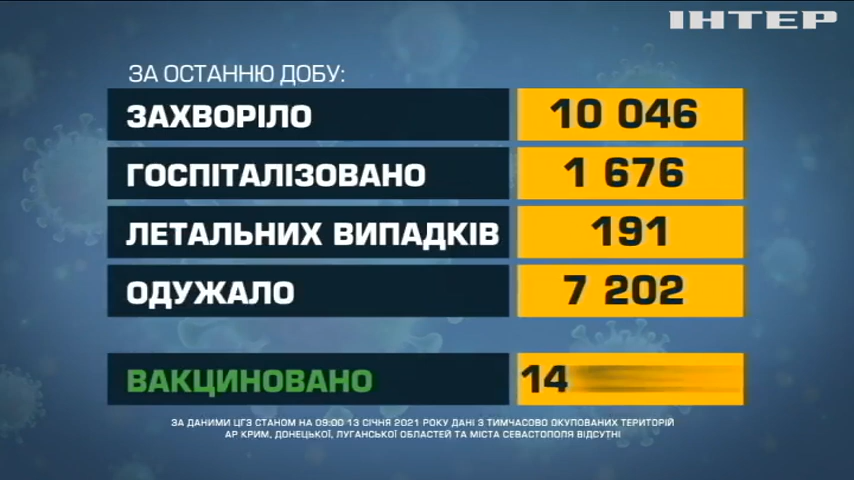 ІНТЕР
ЗА ОСТАННЮ ДОБУ:
ЗАХВОРІЛО 10 046
ГОСПІТАЛІЗОВАНО 1 676
ЛЕТАЛЬНИХ ВИПАДКІВ 191
ОДУЖАЛО 7 202
ВАКЦИНОВАНО 14
ЗА ДАНИМИ ЦГЗ СТАНОМ НА 09:00 13 СІЧНЯ 2021 РОКУ ДАНІ З ТИМЧАСОВО ОКУПОВАНИХ ТЕРИТОРІЙ
АР КРИМ, ДОНЕЦЬКОЇ, ЛУГАНСЬКОЇ ОБЛАСТЕЙ ТА МІСТА СЕВАСТОПОЛЯ ВІДСУТНІ